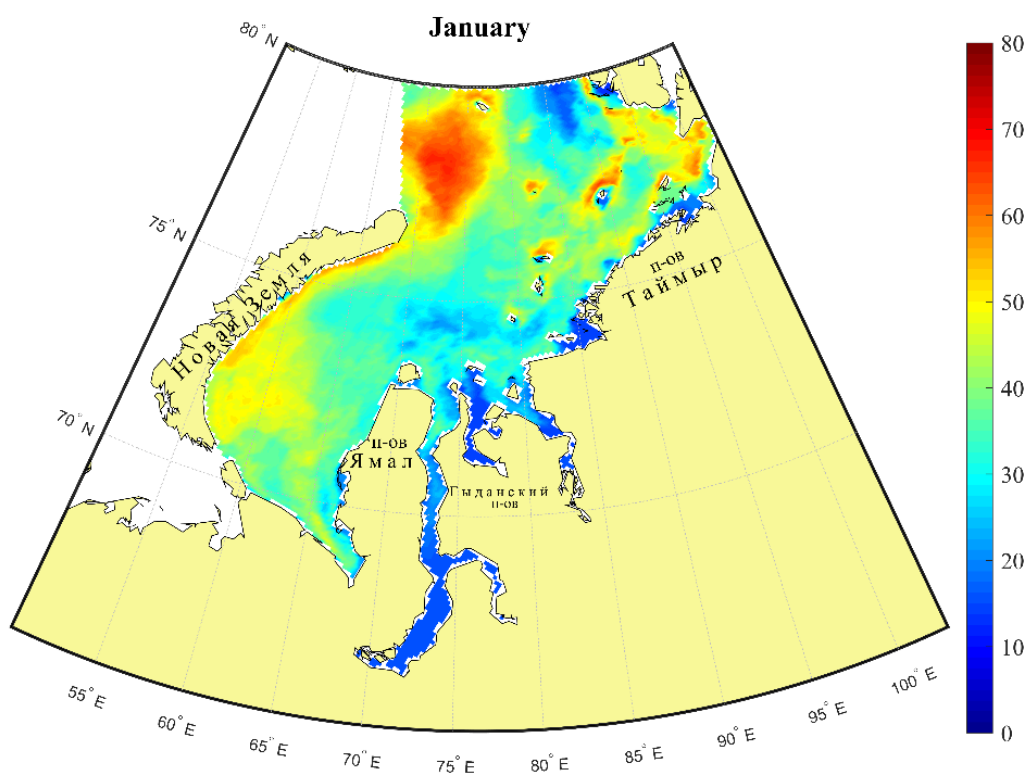 January
80° N
75° N
70° N
Новая Земля
п-ов
Таймыр
п-ов
Ямал
Гыданский
п-ов
55° E
60° E
65° E
70° E
75° E
80° E
85° E
90° E
95° E
100° E
80
70
60
50
40
30
20
10
0